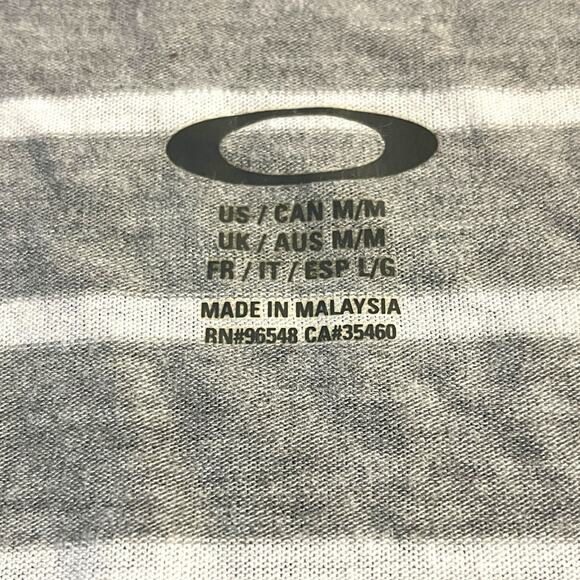 US / CAN M/M
UK / AUS M/M
FR / IT / ESP L/G
MADE IN MALAYSIA
RN#96548 CA#35460